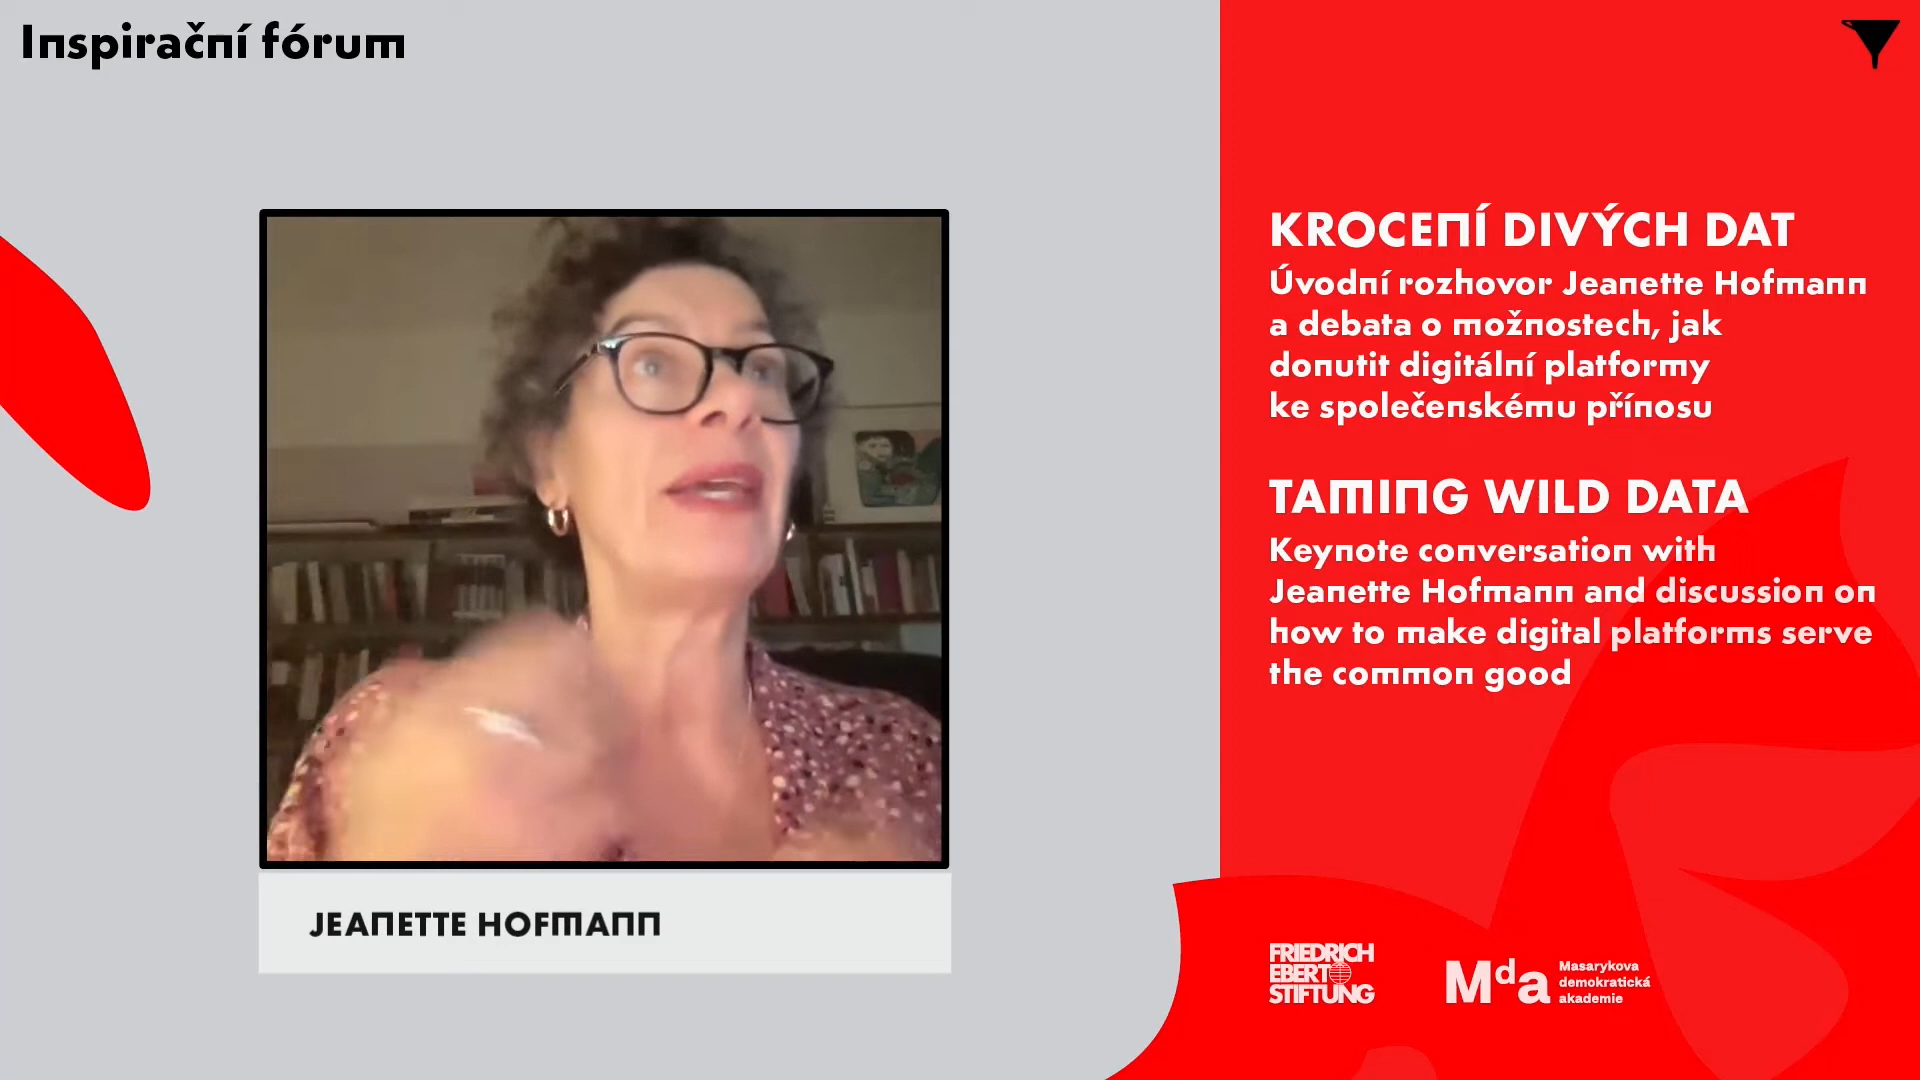 Inspirační fórum
JEANETTE HOFMANN
KROCENÍ DIVÝCH DAT
Úvodní rozhovor Jeanette Hofmann
a debata o možnostech, jak
donutit digitální platformy
ke společenskému přínosu
TAMING WILD DATA
Keynote conversation with
Jeanette Hofmann and discussion on
how to make digital platforms serve
the common good
FRIEDRICH
EBERT
STIFTUNG
MdA
Masarykova
demokratická
akademie